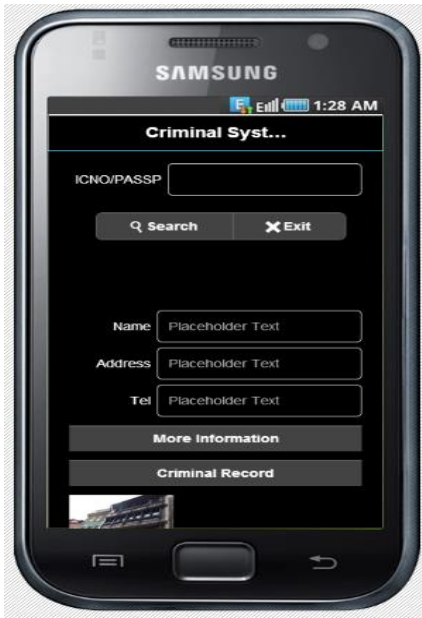 SAMSUNG
1:28 AM
Criminal Syst...
ICNO/PASSP
Search Exit
Name Placeholder Text
Address Placeholder Text
Tel Placeholder Text
More Information
Criminal Record